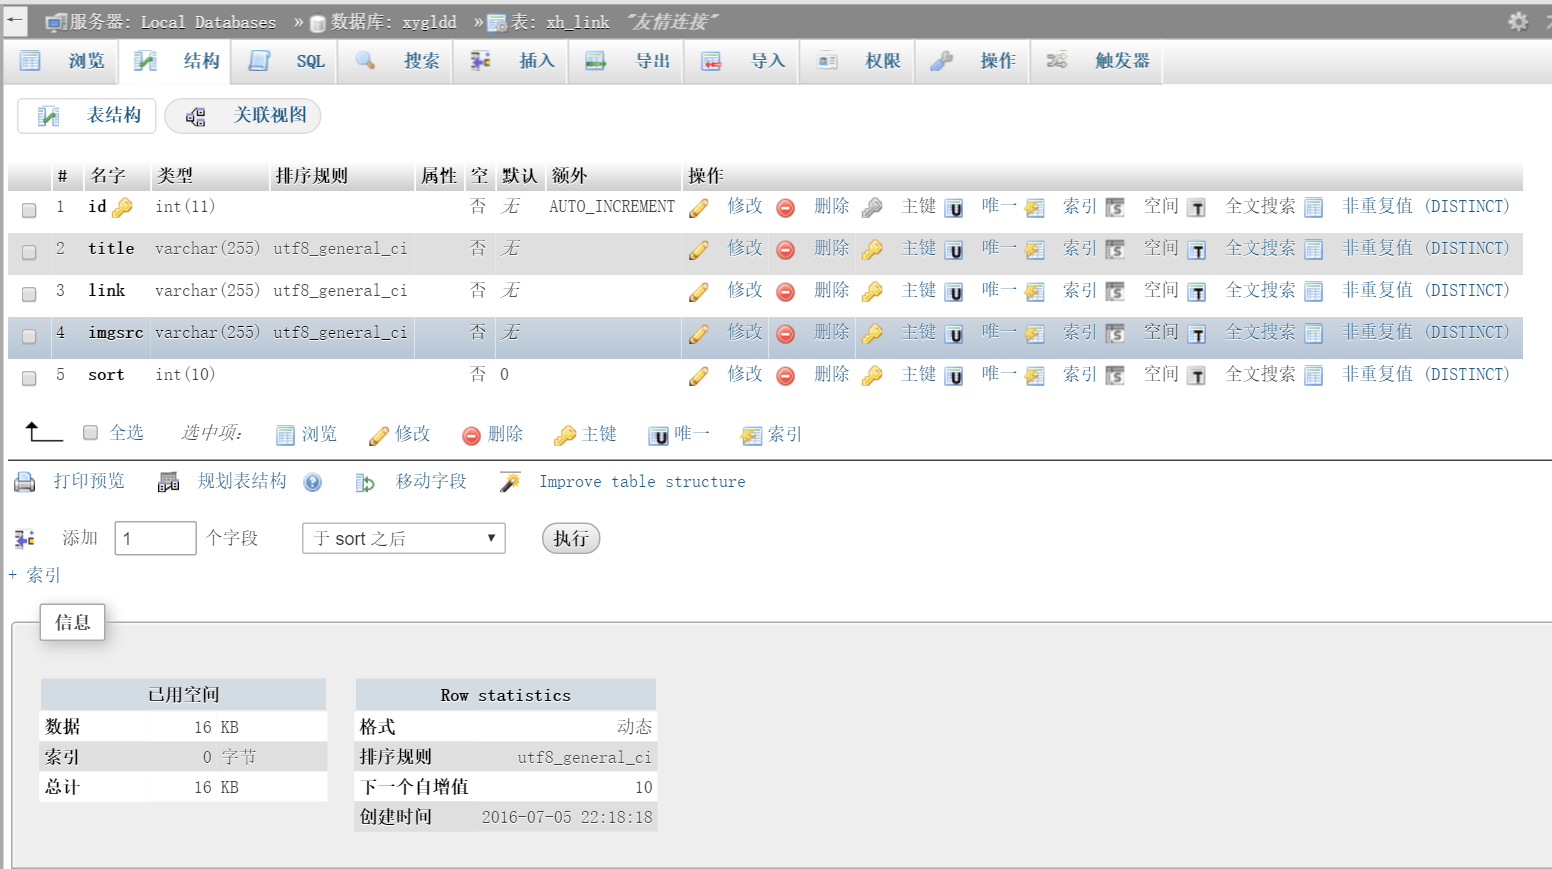 ← 服务器: Local Databases » 数据库: xygldd » 表: xh_link "友情连接"
浏览 结构 SQL 搜索 插入 导出 导入 权限 操作 触发器
表结构 关联视图
# 名字 类型 排序规则 属性 空 默认 额外 操作
1 id int(11) 否 无 AUTO_INCREMENT 修改 删除 主键 唯一 索引 空间 全文搜索 非重复值 (DISTINCT)
2 title varchar(255) utf8_general_ci 否 无 修改 删除 主键 唯一 索引 空间 全文搜索 非重复值 (DISTINCT)
3 link varchar(255) utf8_general_ci 否 无 修改 删除 主键 唯一 索引 空间 全文搜索 非重复值 (DISTINCT)
4 imgsrc varchar(255) utf8_general_ci 否 无 修改 删除 主键 唯一 索引 空间 全文搜索 非重复值 (DISTINCT)
5 sort int(10) 否 0 修改 删除 主键 唯一 索引 空间 全文搜索 非重复值 (DISTINCT)
全选 选中项: 浏览 修改 删除 主键 唯一 索引
打印预览 规划表结构 移动字段 Improve table structure
添加 1 个字段 于 sort 之后 执行
+ 索引
信息
已用空间
数据 16 KB
索引 0 字节
总计 16 KB
Row statistics
格式 动态
排序规则 utf8_general_ci
下一个自增值 10
创建时间 2016-07-05 22:18:18